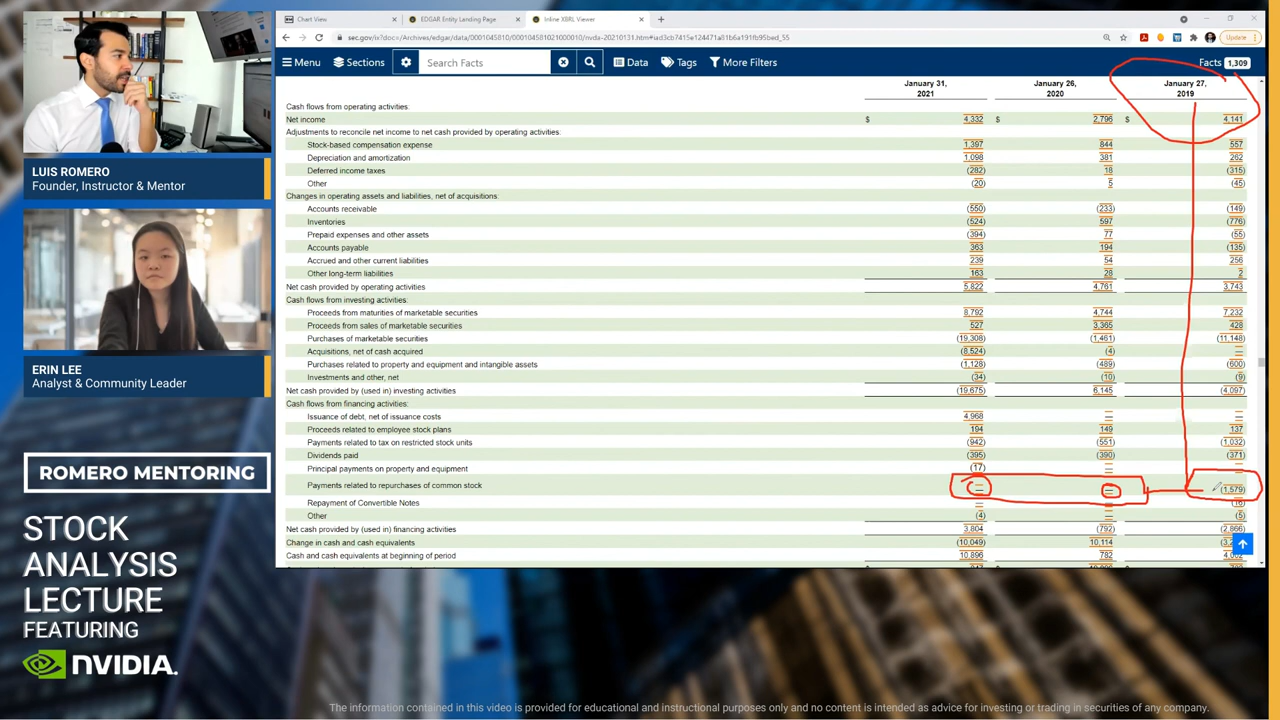 Chart View
EDGAR Entity Landing Page
Inline XBRL Viewer
sec.gov/ix?doc=/Archives/edgar/data/0001045810/000104581021000010/nvda-20210131.htm
Update
Menu Sections Search Facts Data Tags More Filters Facts 1,309
January 31, January 26, January 27,
2021 2020 2019
Cash flows from operating activities:
Net income $ 4,332 $ 2,796 $ 4,141
Adjustments to reconcile net income to net cash provided by operating activities:
Stock-based compensation expense 1,397 844 557
Depreciation and amortization 1,098 381 262
Deferred income taxes (282) 18 (315)
Other (20) 5 (45)
Changes in operating assets and liabilities, net of acquisitions:
Accounts receivable (550) (233) (149)
Inventories (524) 597 (776)
Prepaid expenses and other assets (394) 77 (55)
Accounts payable 363 194 (135)
Accrued and other current liabilities 239 54 256
Other long-term liabilities 163 28 2
Net cash provided by operating activities 5,822 4,761 3,743
Cash flows from investing activities:
Proceeds from maturities of marketable securities 8,792 4,744 7,232
Proceeds from sales of marketable securities 527 3,365 428
Purchases of marketable securities (19,308) (1,461) (11,148)
Acquisitions, net of cash acquired (8,524) (4) —
Purchases related to property and equipment and intangible assets (1,128) (489) (600)
Investments and other, net (34) (10) (9)
Net cash provided by (used in) investing activities (19,675) 6,145 (4,097)
Cash flows from financing activities:
Issuance of debt, net of issuance costs 4,968 — —
Proceeds related to employee stock plans 194 149 137
Payments related to tax on restricted stock units (942) (551) (1,032)
Dividends paid (395) (390) (371)
Principal payments on property and equipment (17) — —
Payments related to repurchases of common stock — — (1,579)
Repayment of Convertible Notes — — (16)
Other (4) — (5)
Net cash provided by (used in) financing activities 3,804 (792) (2,866)
Change in cash and cash equivalents (10,049) 10,114
Cash and cash equivalents at beginning of period 10,896 782
LUIS ROMERO
Founder, Instructor & Mentor
ERIN LEE
Analyst & Community Leader
ROMERO MENTORING
STOCK
ANALYSIS
LECTURE
FEATURING
NVIDIA.
The information contained in this video is provided for educational and instructional purposes only and no content is intended as advice for investing or trading in securities of any company.